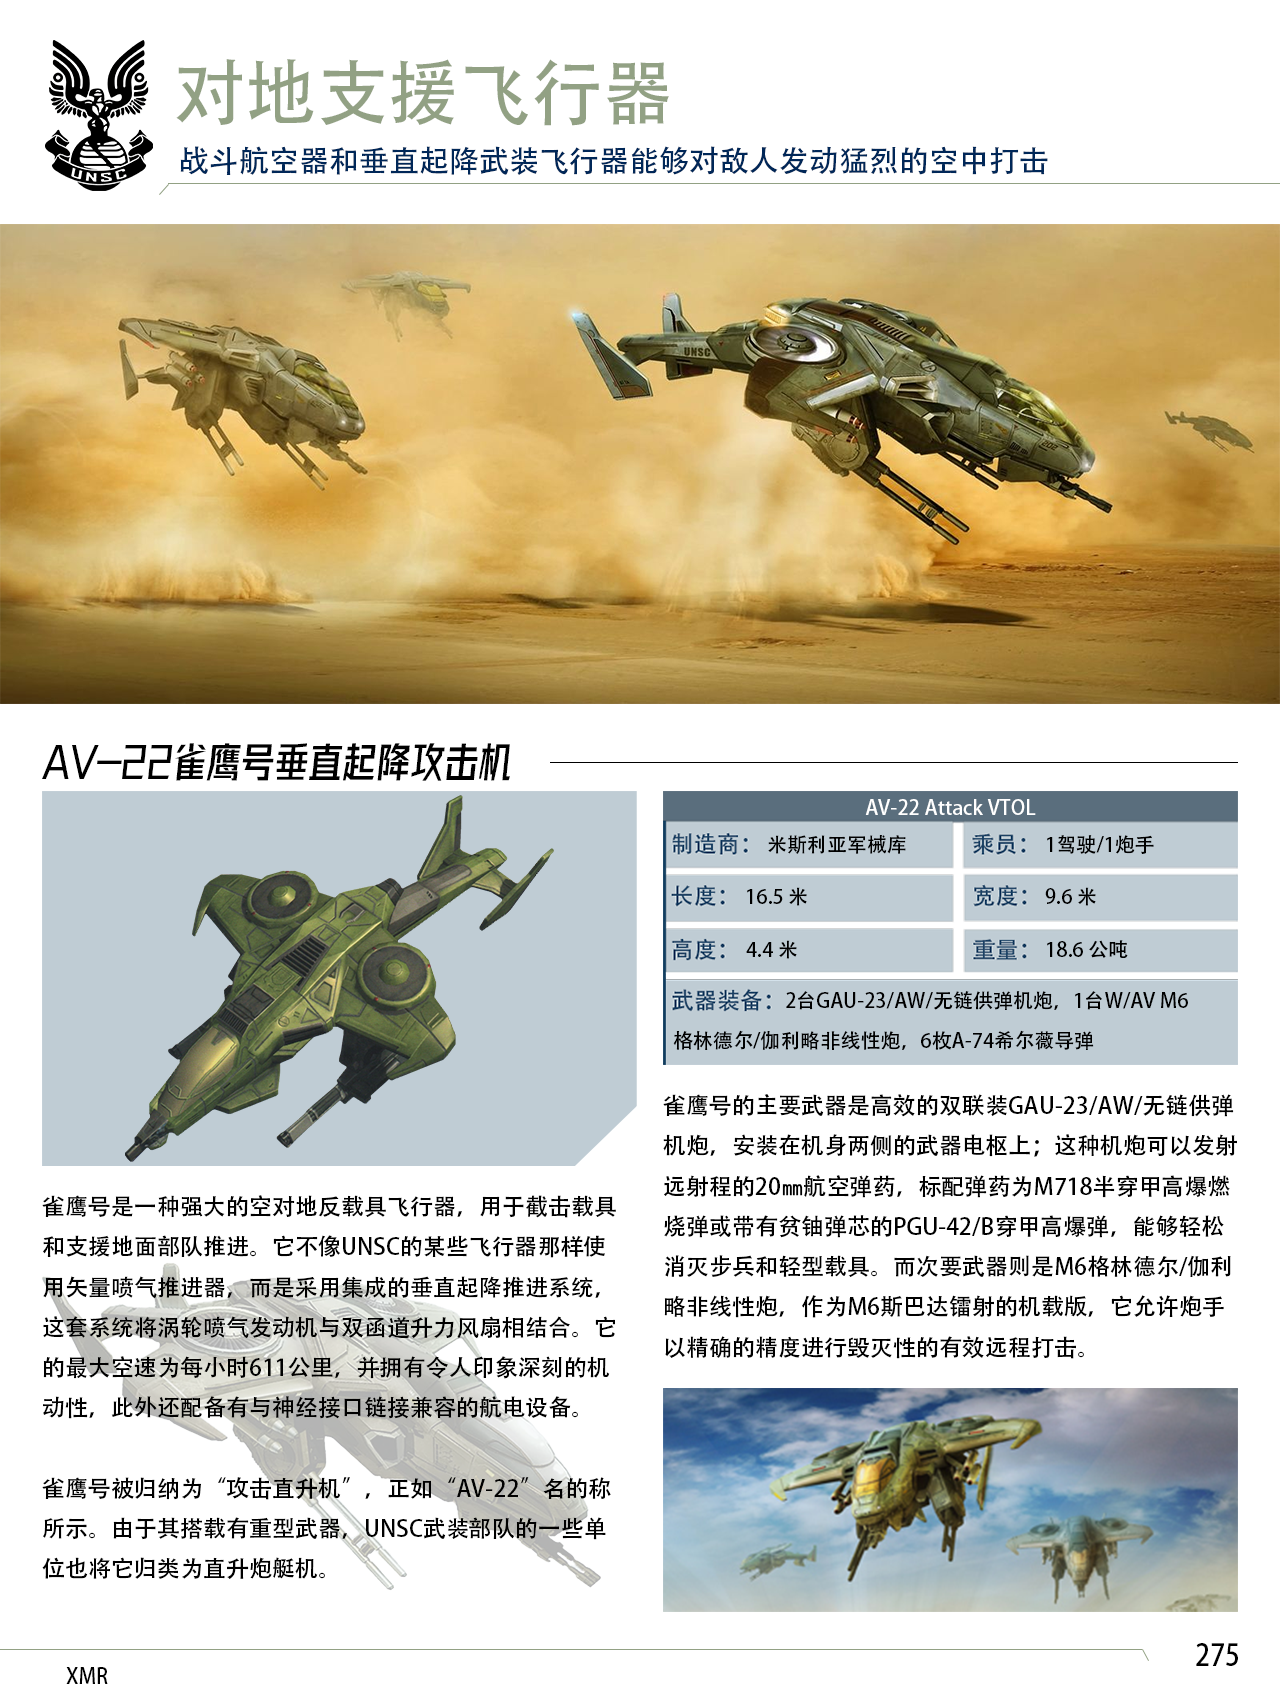 UNSC
对地支援飞行器
战斗航空器和垂直起降武装飞行器能够对敌人发动猛烈的空中打击
UNSC
AV-22雀鹰号垂直起降攻击机
雀鹰号是一种强大的空对地反载具飞行器，用于截击载具
和支援地面部队推进。它不像UNSC的某些飞行器那样使
用矢量喷气推进器，而是采用集成的垂直起降推进系统，
这套系统将涡轮喷气发动机与双函道升力风扇相结合。它
的最大空速为每小时611公里，并拥有令人印象深刻的机
动性，此外还配备有与神经接口链接兼容的航电设备。
雀鹰号被归纳为“攻击直升机”，正如“AV-22”名的称
所示。由于其搭载有重型武器，UNSC武装部队的一些单
位也将它归类为直升炮艇机。
AV-22 Attack VTOL
制造商： 米斯利亚军械库 乘员： 1驾驶/1炮手
长度： 16.5 米 宽度： 9.6 米
高度： 4.4 米 重量： 18.6 公吨
武器装备：2台GAU-23/AW/无链供弹机炮，1台W/AV M6
格林德尔/伽利略非线性炮，6枚A-74希尔薇导弹
雀鹰号的主要武器是高效的双联装GAU-23/AW/无链供弹
机炮，安装在机身两侧的武器电枢上；这种机炮可以发射
远射程的20㎜航空弹药，标配弹药为M718半穿甲高爆燃
烧弹或带有贫铀弹芯的PGU-42/B穿甲高爆弹，能够轻松
消灭步兵和轻型载具。而次要武器则是M6格林德尔/伽利
略非线性炮，作为M6斯巴达镭射的机载版，它允许炮手
以精确的精度进行毁灭性的有效远程打击。
275
XMR